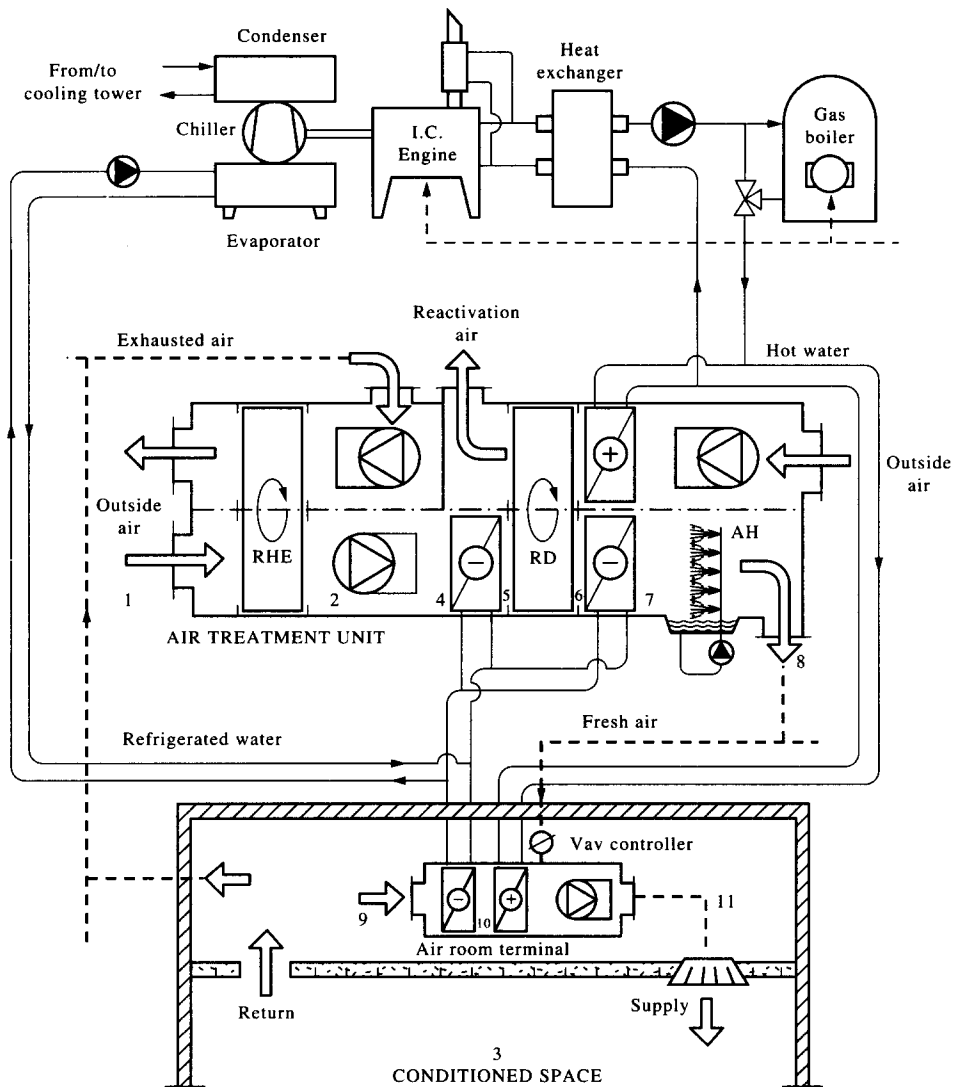 Condenser
From/to
cooling tower
Heat
exchanger
Chiller
I.C.
Engine
Gas
boiler
Evaporator
Exhausted air
Reactivation
air
Hot water
Outside
air
Outside
air
RHE
RD
AH
1
2
4
5
6
7
8
AIR TREATMENT UNIT
Fresh air
Refrigerated water
Vav controller
9
10
11
Air room terminal
Return
Supply
3
CONDITIONED SPACE